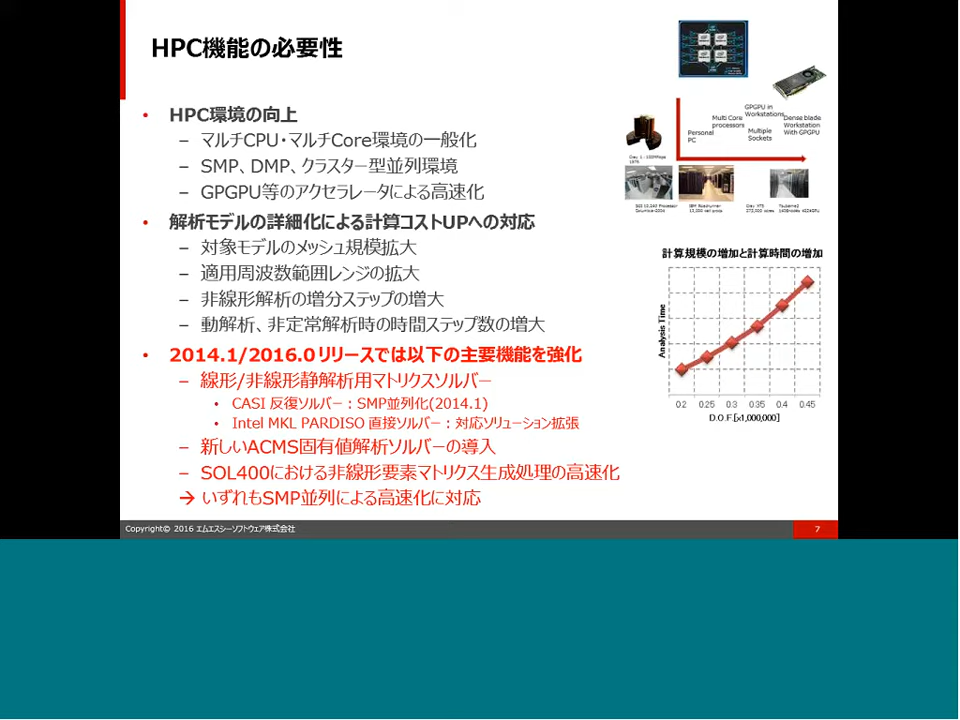 HPC機能の必要性
• HPC環境の向上
– マルチCPU・マルチCore環境の一般化
– SMP、DMP、クラスター型並列環境
– GPGPU等のアクセラレータによる高速化
• 解析モデルの詳細化による計算コストUPへの対応
– 対象モデルのメッシュ規模拡大
– 適用周波数範囲レンジの拡大
– 非線形解析の増分ステップの増大
– 動解析、非定常解析時の時間ステップ数の増大
• 2014.1/2016.0リリースでは以下の主要機能を強化
– 線形/非線形静解析用マトリクスソルバー
• CASI 反復ソルバー：SMP並列化(2014.1)
• Intel MKL PARDISO 直接ソルバー：対応ソリューション拡張
– 新しいACMS固有値解析ソルバーの導入
– SOL400における非線形要素マトリクス生成処理の高速化
→ いずれもSMP並列による高速化に対応
Personal
PC
Multi Core
processors
GPGPU in
Workstations
Multiple
Sockets
Dense blade
Workstation
With GPGPU
計算規模の増加と計算時間の増加
Analysis Time
0.2 0.25 0.3 0.35 0.4 0.45
D.O.F.[x1,000,000]
Copyright© 2016 エムエスシーソフトウェア株式会社
7